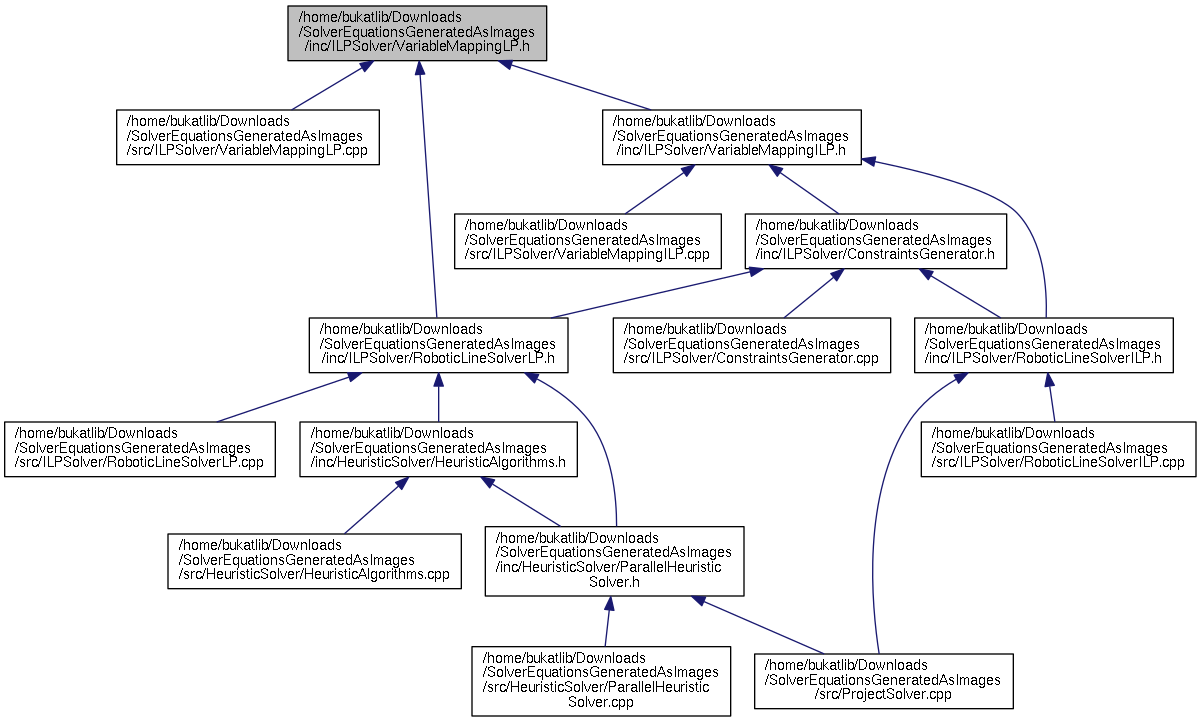 /home/bukatlib/Downloads
/SolverEquationsGeneratedAsImages
/inc/ILPSolver/VariableMappingLP.h
/home/bukatlib/Downloads
/SolverEquationsGeneratedAsImages
/src/ILPSolver/VariableMappingLP.cpp
/home/bukatlib/Downloads
/SolverEquationsGeneratedAsImages
/inc/ILPSolver/VariableMappingILP.h
/home/bukatlib/Downloads
/SolverEquationsGeneratedAsImages
/src/ILPSolver/VariableMappingILP.cpp
/home/bukatlib/Downloads
/SolverEquationsGeneratedAsImages
/inc/ILPSolver/ConstraintsGenerator.h
/home/bukatlib/Downloads
/SolverEquationsGeneratedAsImages
/inc/ILPSolver/RoboticLineSolverLP.h
/home/bukatlib/Downloads
/SolverEquationsGeneratedAsImages
/src/ILPSolver/ConstraintsGenerator.cpp
/home/bukatlib/Downloads
/SolverEquationsGeneratedAsImages
/inc/ILPSolver/RoboticLineSolverILP.h
/home/bukatlib/Downloads
/SolverEquationsGeneratedAsImages
/src/ILPSolver/RoboticLineSolverLP.cpp
/home/bukatlib/Downloads
/SolverEquationsGeneratedAsImages
/inc/HeuristicSolver/HeuristicAlgorithms.h
/home/bukatlib/Downloads
/SolverEquationsGeneratedAsImages
/src/ILPSolver/RoboticLineSolverILP.cpp
/home/bukatlib/Downloads
/SolverEquationsGeneratedAsImages
/src/HeuristicSolver/HeuristicAlgorithms.cpp
/home/bukatlib/Downloads
/SolverEquationsGeneratedAsImages
/inc/HeuristicSolver/ParallelHeuristic
Solver.h
/home/bukatlib/Downloads
/SolverEquationsGeneratedAsImages
/src/HeuristicSolver/ParallelHeuristic
Solver.cpp
/home/bukatlib/Downloads
/SolverEquationsGeneratedAsImages
/src/ProjectSolver.cpp